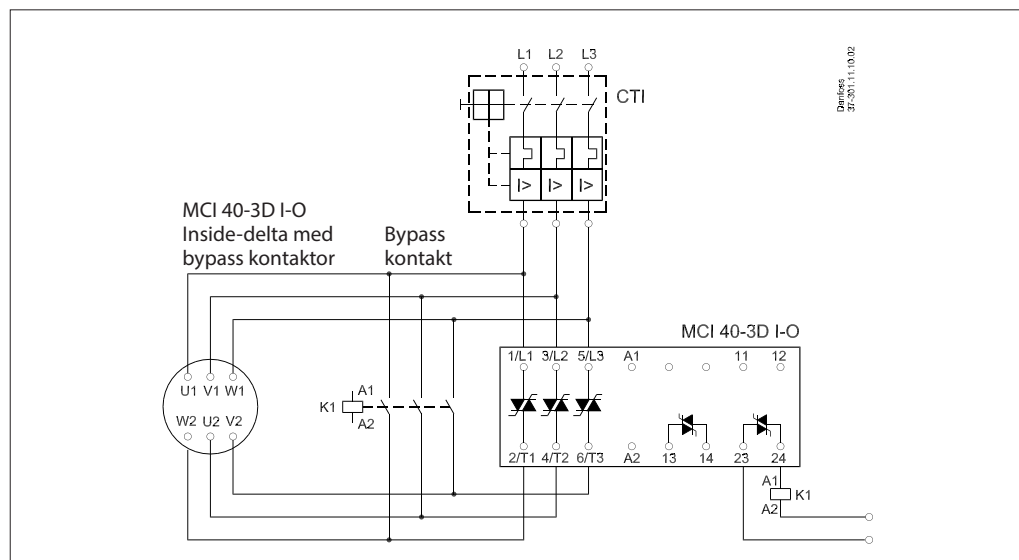 L1 L2 L3
CTI
Danfoss
37-301.11.10.02
I> I> I>
MCI 40-3D I-O
Inside-delta med
bypass kontaktor
Bypass
kontakt
MCI 40-3D I-O
1/L1 3/L2 5/L3 A1 11 12
U1 V1 W1
W2 U2 V2
A1
K1
A2
2/T1 4/T2 6/T3 A2 13 14 23 24
A1
K1
A2